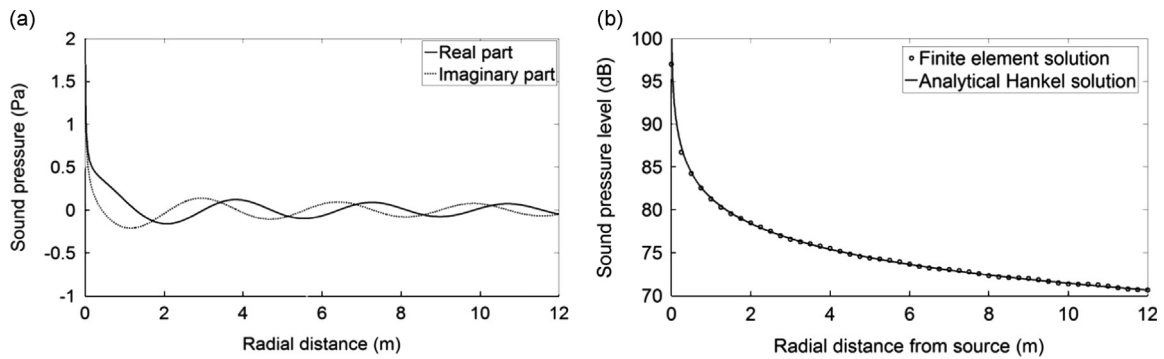 (a)
2
1.5
1
0.5
0
-0.5
-1
Sound pressure (Pa)
Real part
Imaginary part
0 2 4 6 8 10 12
Radial distance (m)
(b)
100
95
90
85
80
75
70
Sound pressure level (dB)
Finite element solution
Analytical Hankel solution
0 2 4 6 8 10 12
Radial distance from source (m)